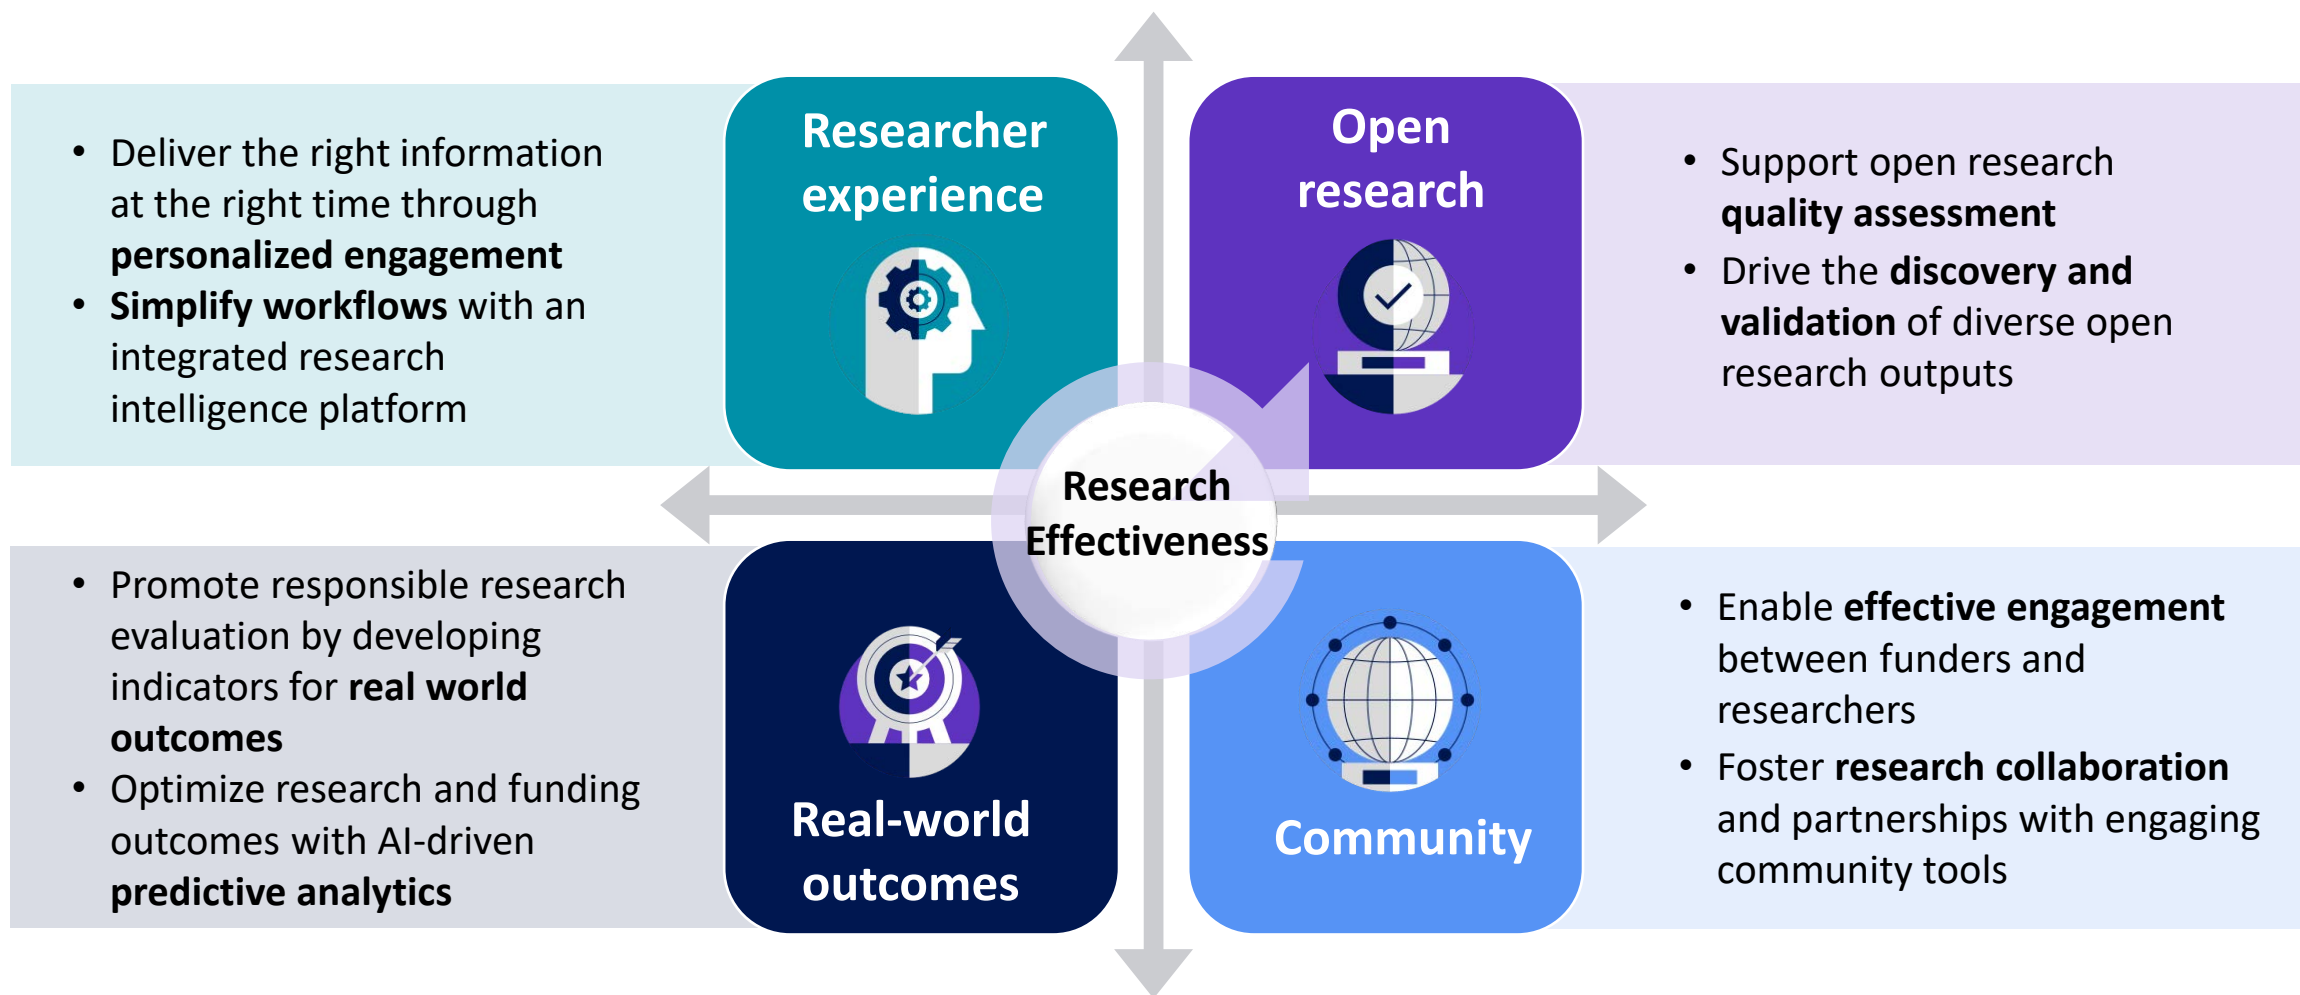 Researcher
experience
• Deliver the right information
at the right time through
personalized engagement
• Simplify workflows with an
integrated research
intelligence platform
Open
research
• Support open research
quality assessment
• Drive the discovery and
validation of diverse open
research outputs
Research
Effectiveness
• Promote responsible research
evaluation by developing
indicators for real world
outcomes
• Optimize research and funding
outcomes with AI-driven
predictive analytics
Real-world
outcomes
Community
• Enable effective engagement
between funders and
researchers
• Foster research collaboration
and partnerships with engaging
community tools